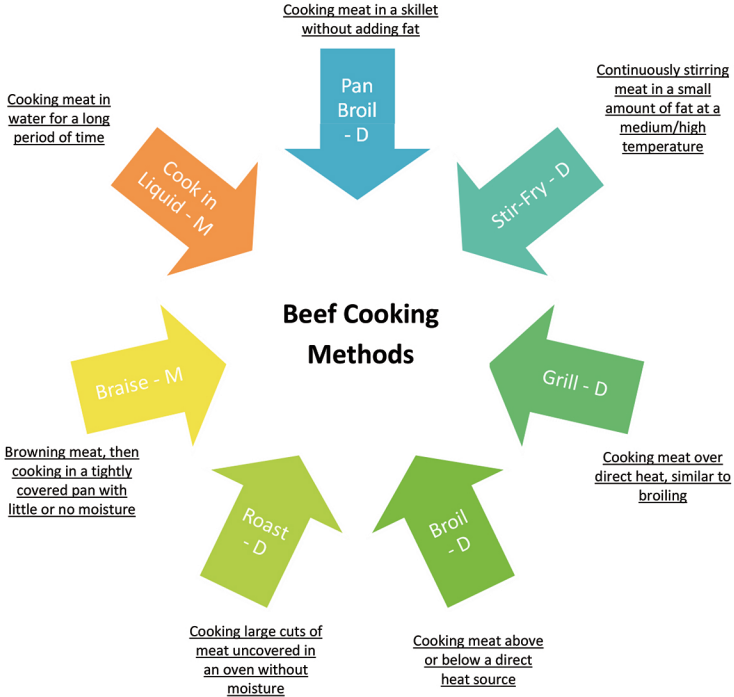 Cooking meat in a skillet
without adding fat
Pan
Broil
- D
Continuously stirring
meat in a small
amount of fat at a
medium/high
temperature
Stir-Fry - D
Grill - D
Cooking meat over
direct heat, similar to
broiling
Broil
- D
Cooking meat above
or below a direct
heat source
Roast
- D
Cooking large cuts of
meat uncovered in
an oven without
moisture
Braise - M
Browning meat, then
cooking in a tightly
covered pan with
little or no moisture
Cooking meat in
water for a long
period of time
Cook in
Liquid - M
Beef Cooking
Methods